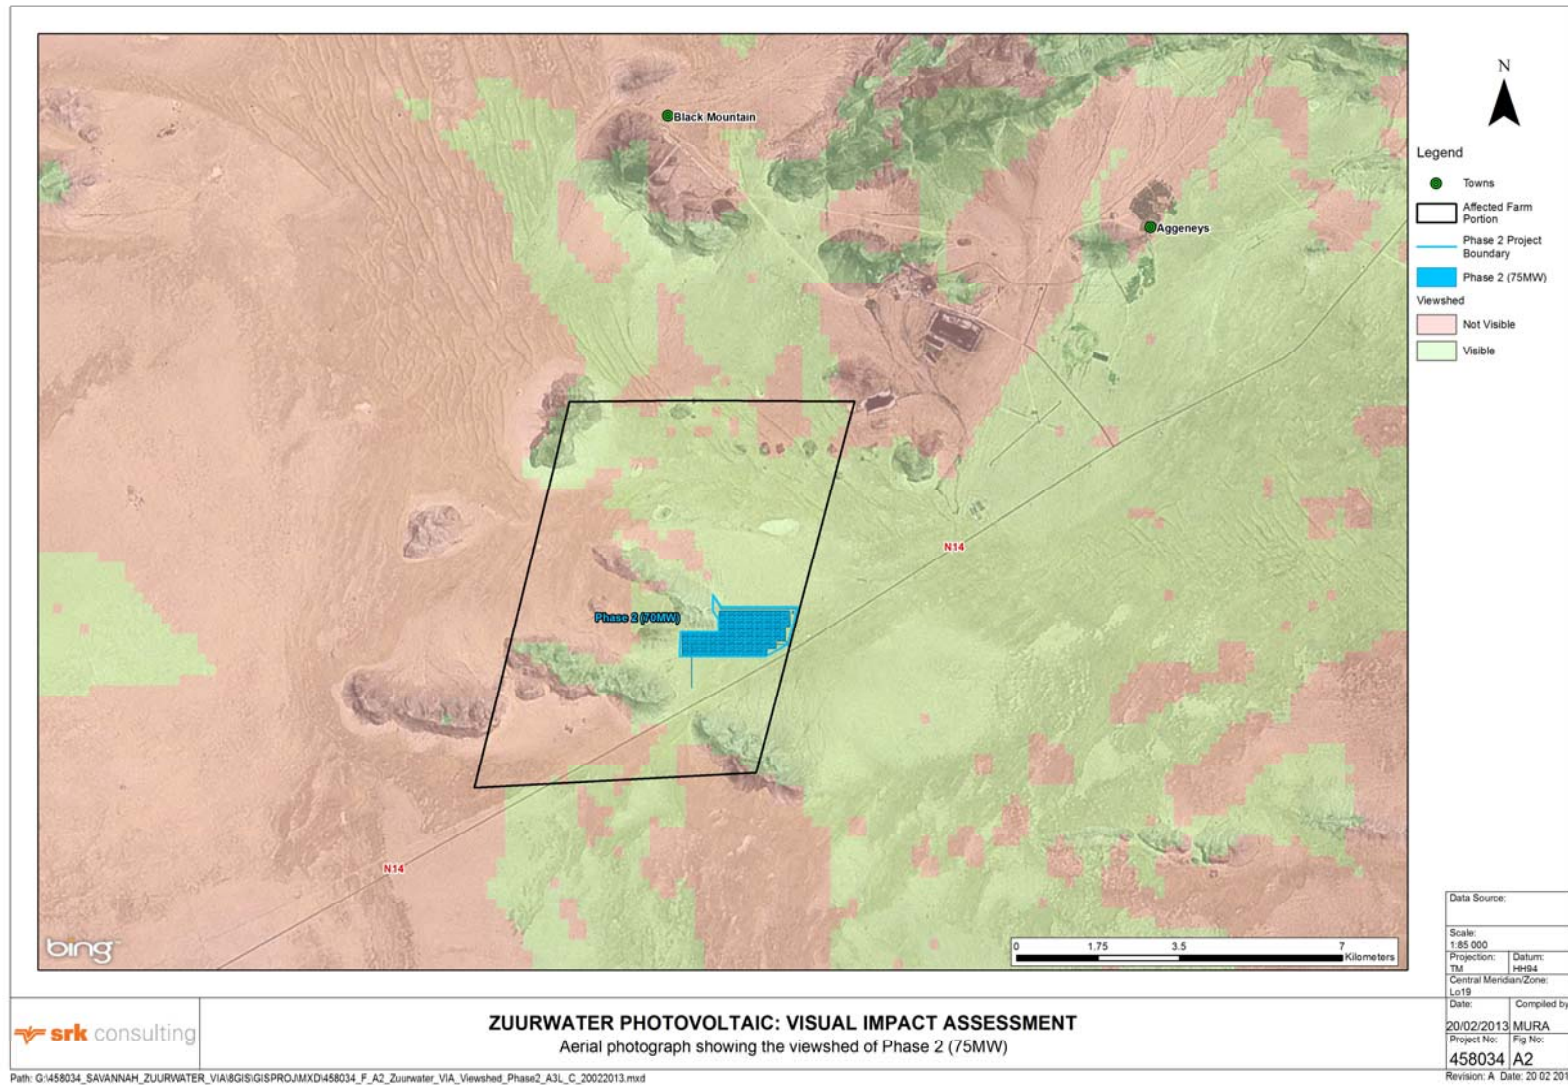 Black Mountain
Aggeneys
N14
Phase 2 (70MW)
N14
bing
0 1.75 3.5 7
Kilometers
N
Legend
Towns
Affected Farm
Portion
Phase 2 Project
Boundary
Phase 2 (75MW)
Viewshed
Not Visible
Visible
Data Source:
Scale:
1:85 000
Projection: Datum:
TM HH94
Central Meridian/Zone:
Lo19
Date: Compiled by
20/02/2013 MURA
Project No: Fig No:
458034 A2
Revision: A Date: 20 02
srk consulting
ZUURWATER PHOTOVOLTAIC: VISUAL IMPACT ASSESSMENT
Aerial photograph showing the viewshed of Phase 2 (75MW)
Path: G:\458034_SAVANNAH_ZUURWATER_VIA\8GIS\GISPROJ\MXD\458034_F_A2_Zuurwater_VIA_Viewshed_Phase2_A3L_C_20022013.mxd